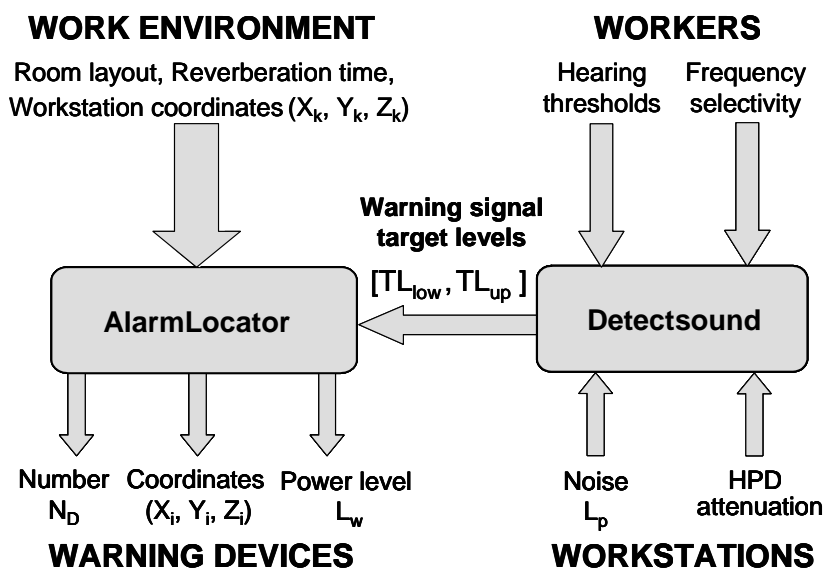 WORK ENVIRONMENT
Room layout, Reverberation time,
Workstation coordinates (Xk, Yk, Zk)
WORKERS
Hearing
thresholds
Frequency
selectivity
Warning signal
target levels
[TLlow, TLup ]
AlarmLocator
Detectsound
Number
ND
Coordinates
(Xi, Yi, Zi)
Power level
Lw
WARNING DEVICES
Noise
Lp
HPD
attenuation
WORKSTATIONS